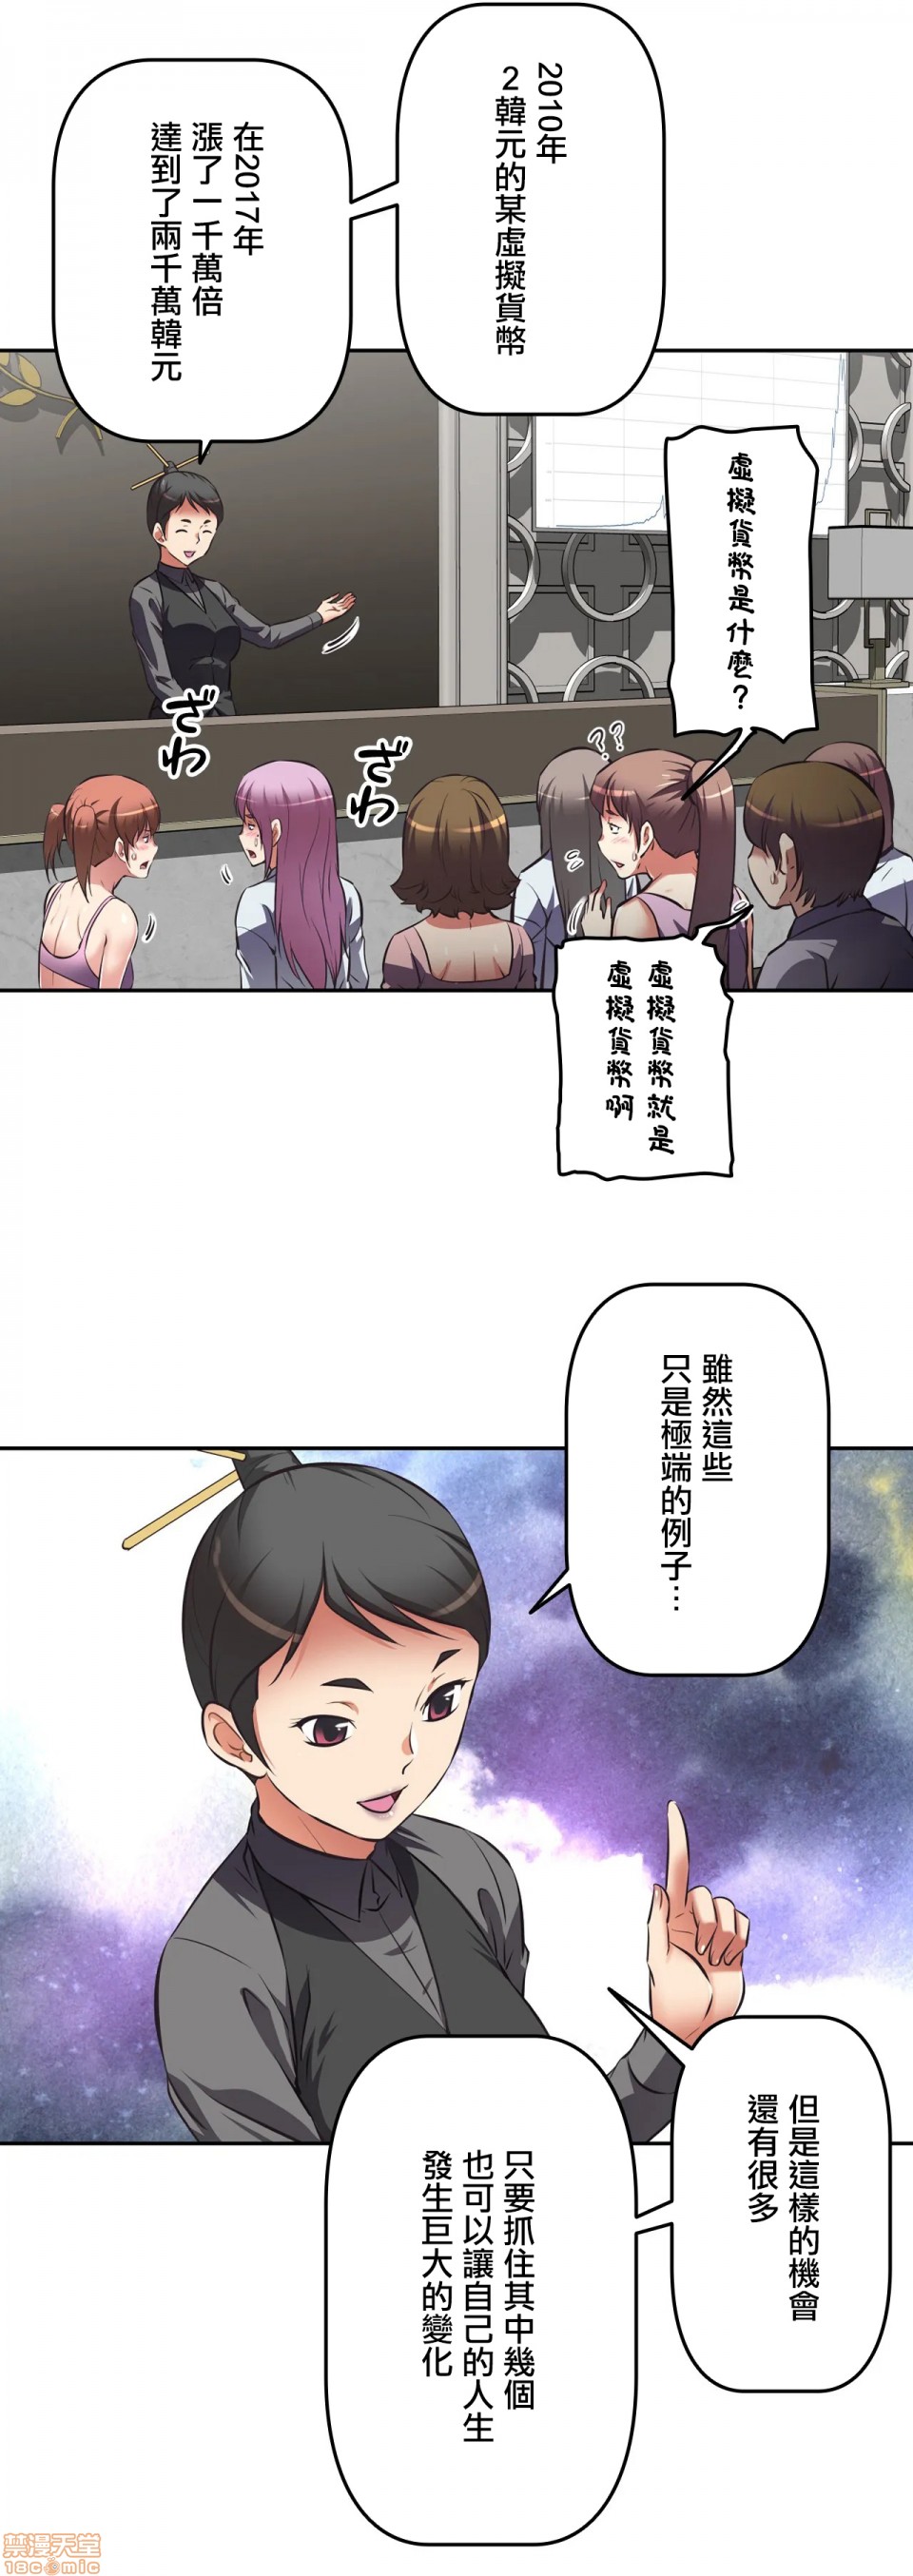 2010年
2韓元的某虛擬貨幣
在2017年
漲了一千萬倍
達到了兩千萬韓元
虛擬貨幣是什麼?
ざわ
ざわ
??
虛擬貨幣就是
虛擬貨幣啊
雖然這些
只是極端的例子…
但是這樣的機會
還有很多
只要抓住其中幾個
也可以讓自己的人生
發生巨大的變化
禁漫天堂
18comic